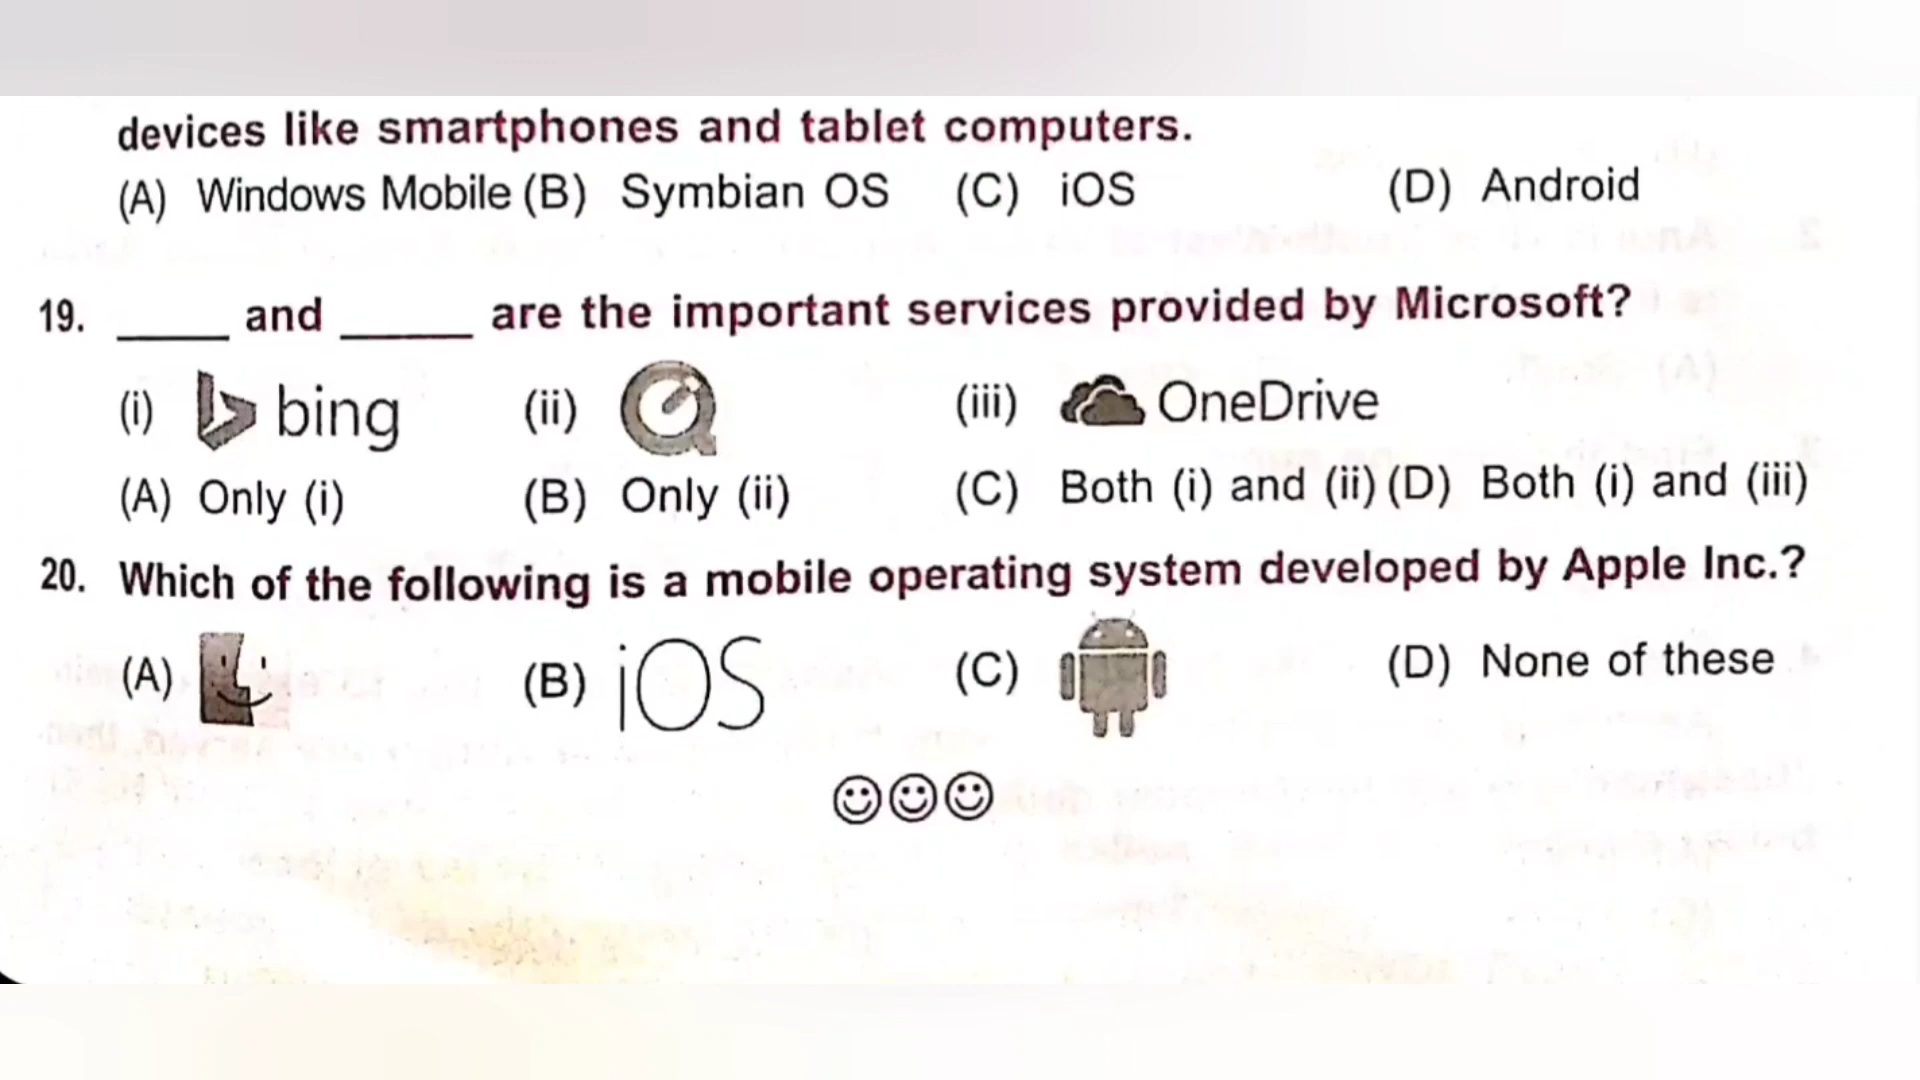 devices like smartphones and tablet computers.
(A) Windows Mobile (B) Symbian OS (C) iOS (D) Android
19. _____ and _____ are the important services provided by Microsoft?
(i) bing (ii) (iii) OneDrive
(A) Only (i) (B) Only (ii) (C) Both (i) and (ii) (D) Both (i) and (iii)
20. Which of the following is a mobile operating system developed by Apple Inc.?
(A) (B) iOS (C) (D) None of these